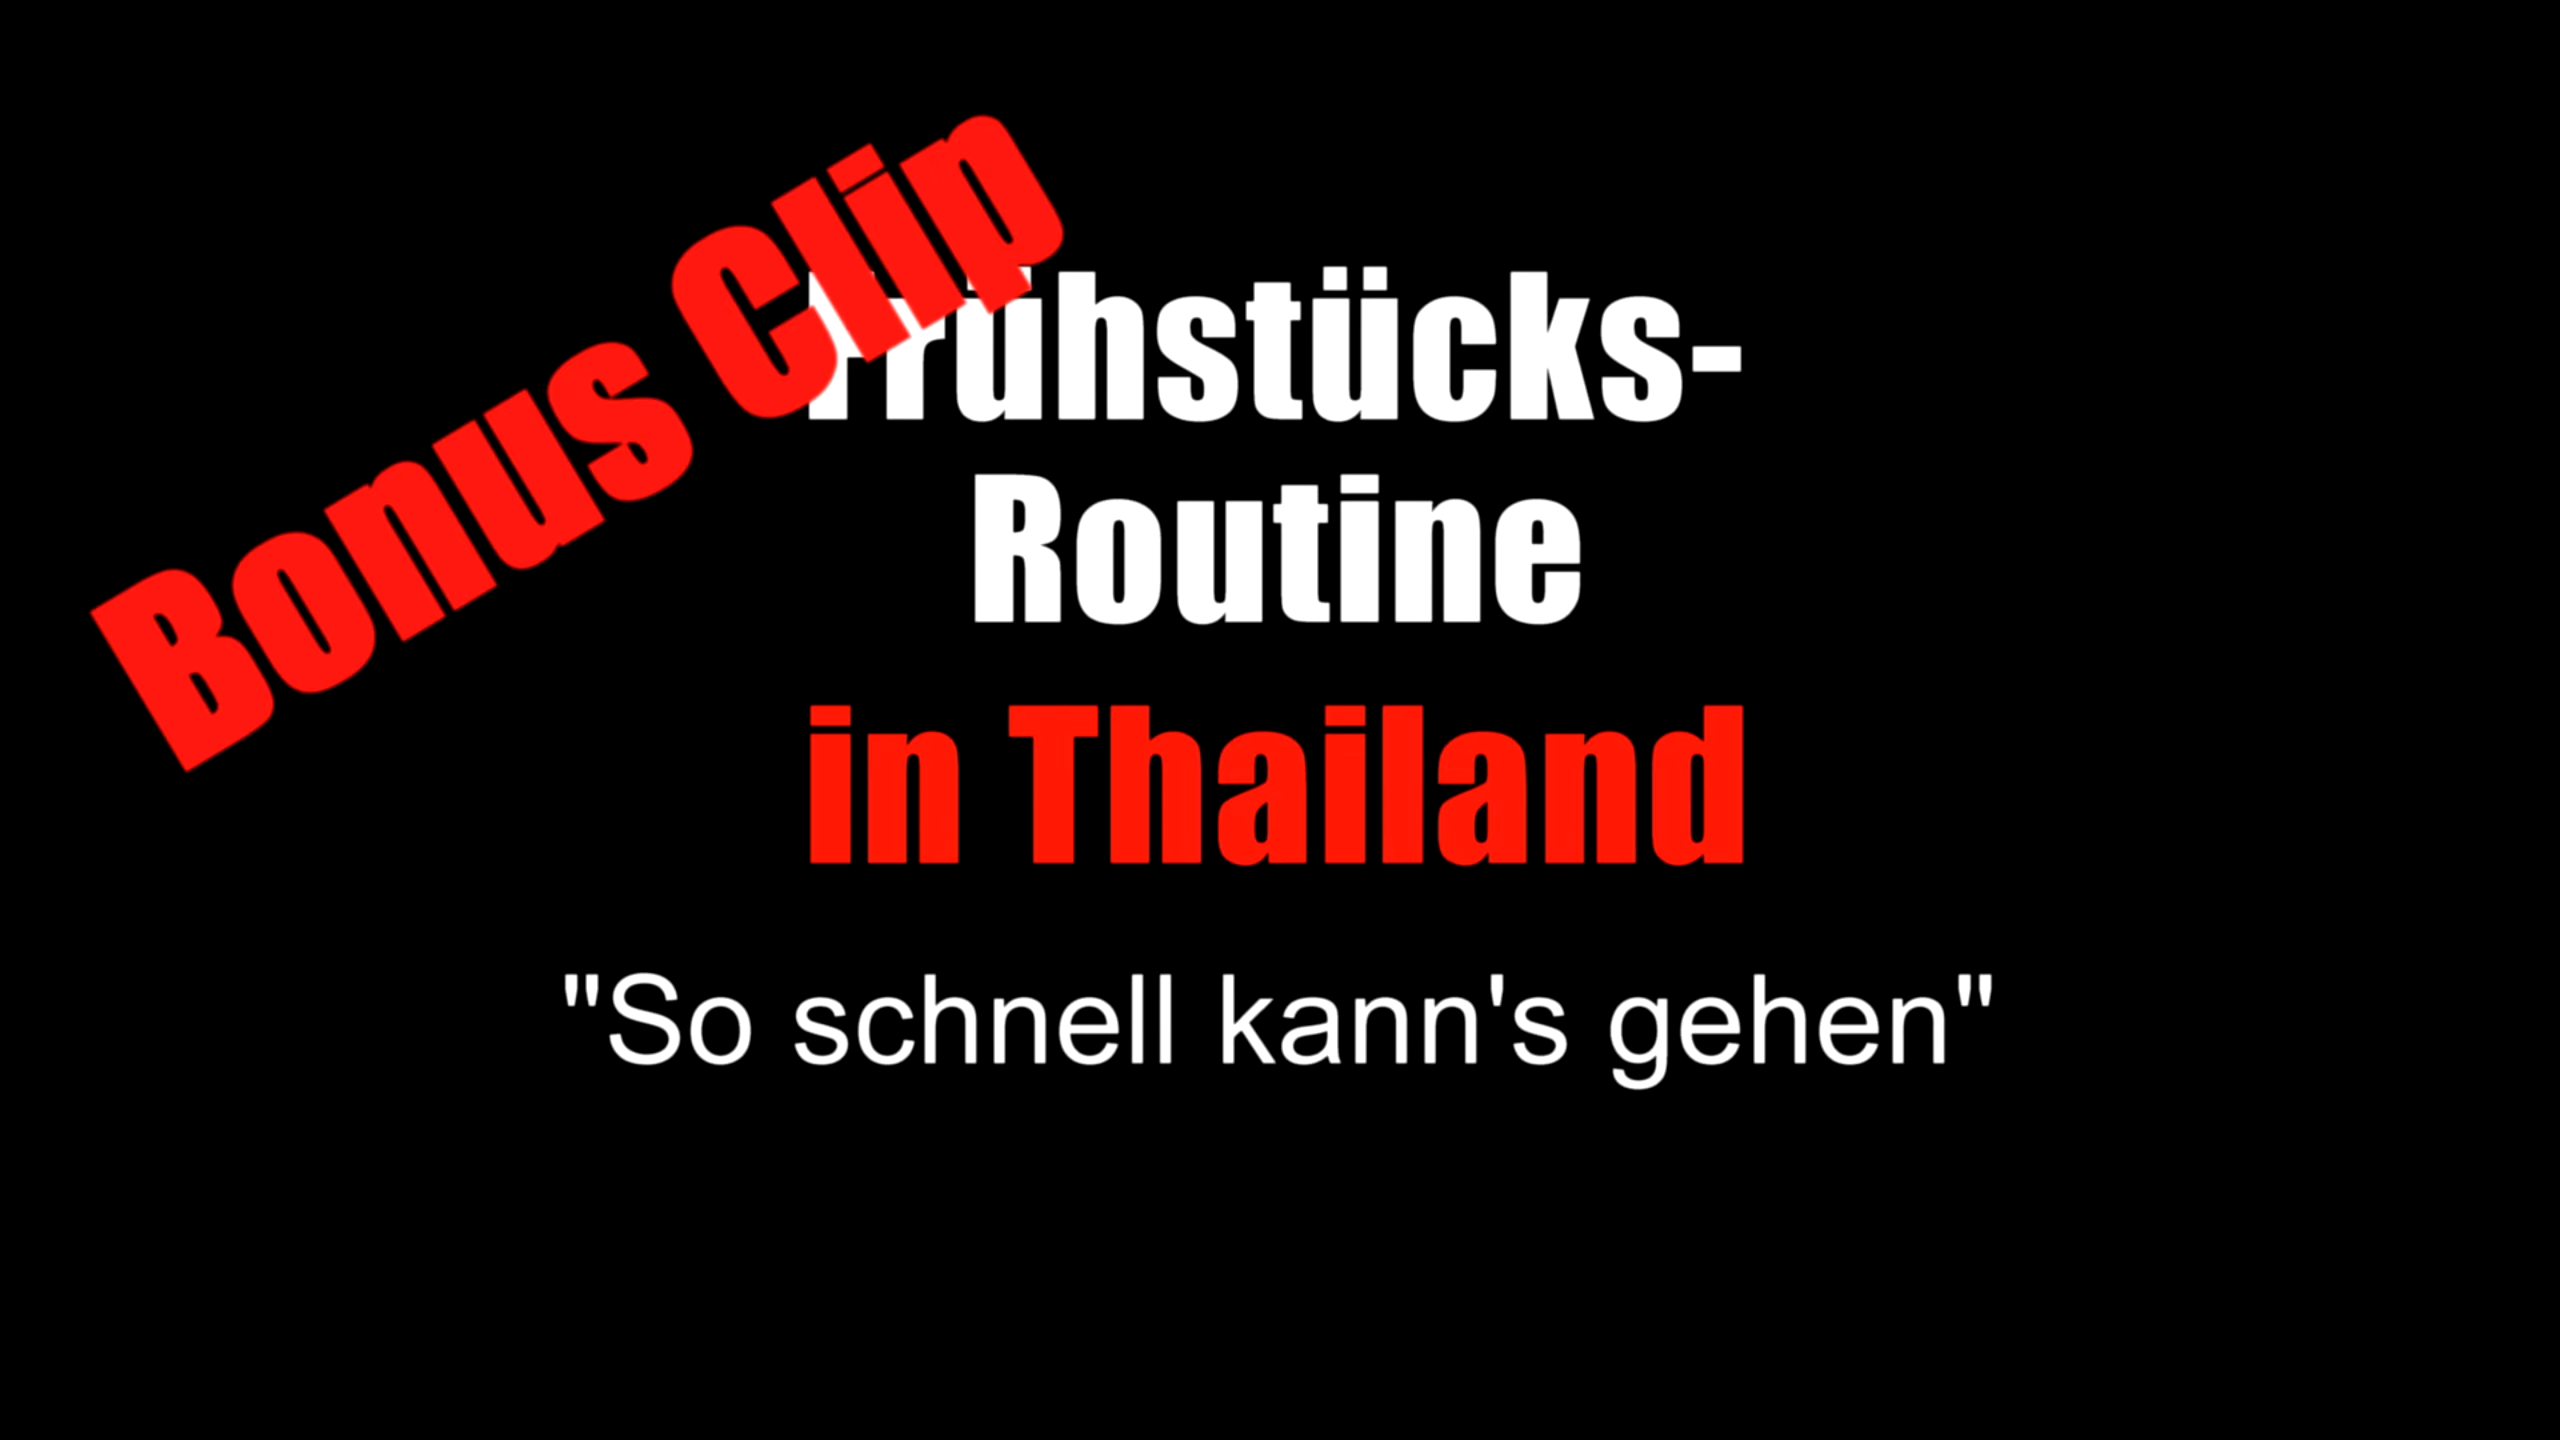 Bonus Clip
Frühstücks-
Routine
in Thailand
"So schnell kann's gehen"